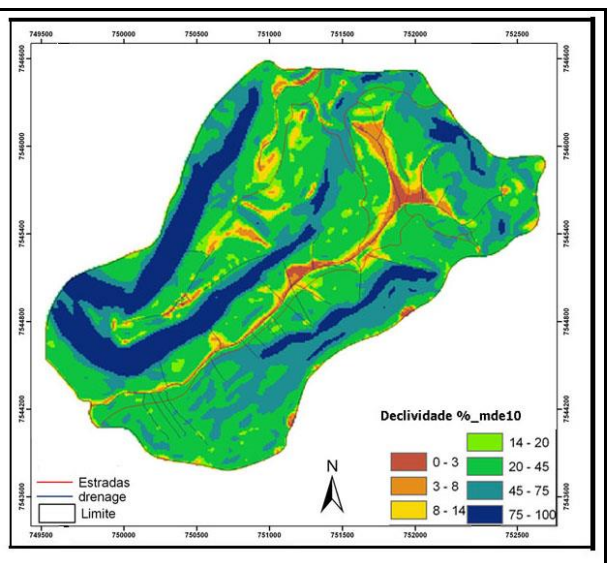 749500 750000 750500 751000 751500 752000 752500
7546600 7546600
7546000 7546000
7545400 7545400
7544800 7544800
7544200 7544200
7543600 7543600
Declividade %_mde10
0 - 3
3 - 8
8 - 14
14 - 20
20 - 45
45 - 75
75 - 100
Estradas
drenage
Limite
N
749500 750000 750500 751000 751500 752000 752500